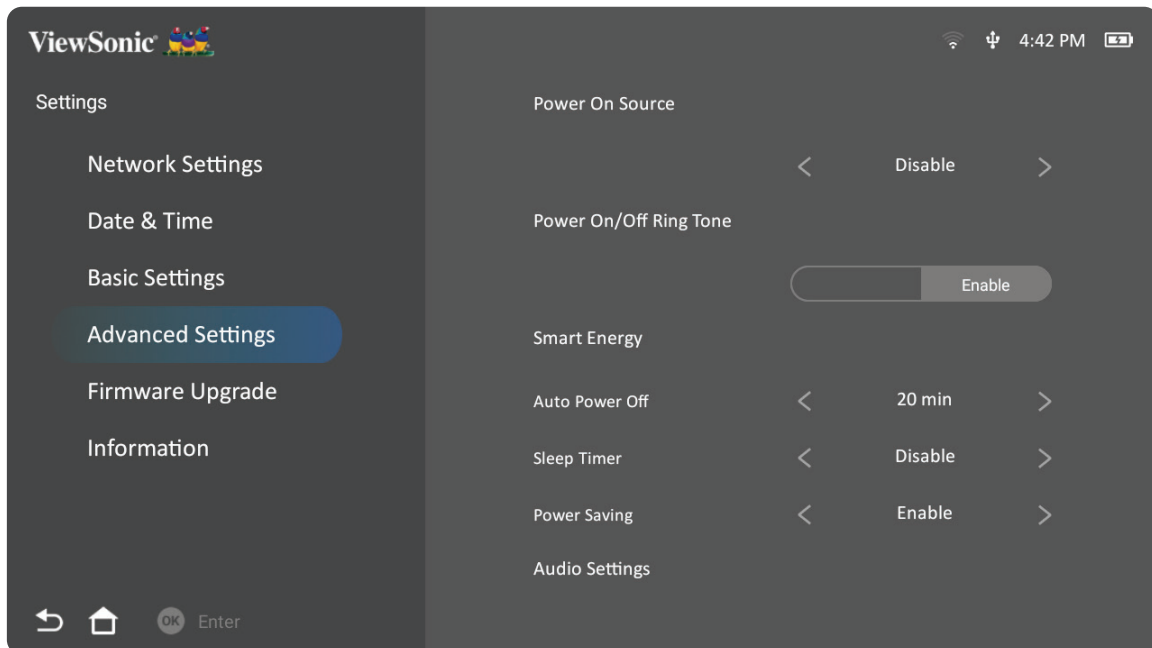 ViewSonic
4:42 PM
Settings
Network Settings
Date & Time
Basic Settings
Advanced Settings
Firmware Upgrade
Information
OK Enter
Power On Source
Disable
Power On/Off Ring Tone
Enable
Smart Energy
Auto Power Off 20 min
Sleep Timer Disable
Power Saving Enable
Audio Settings